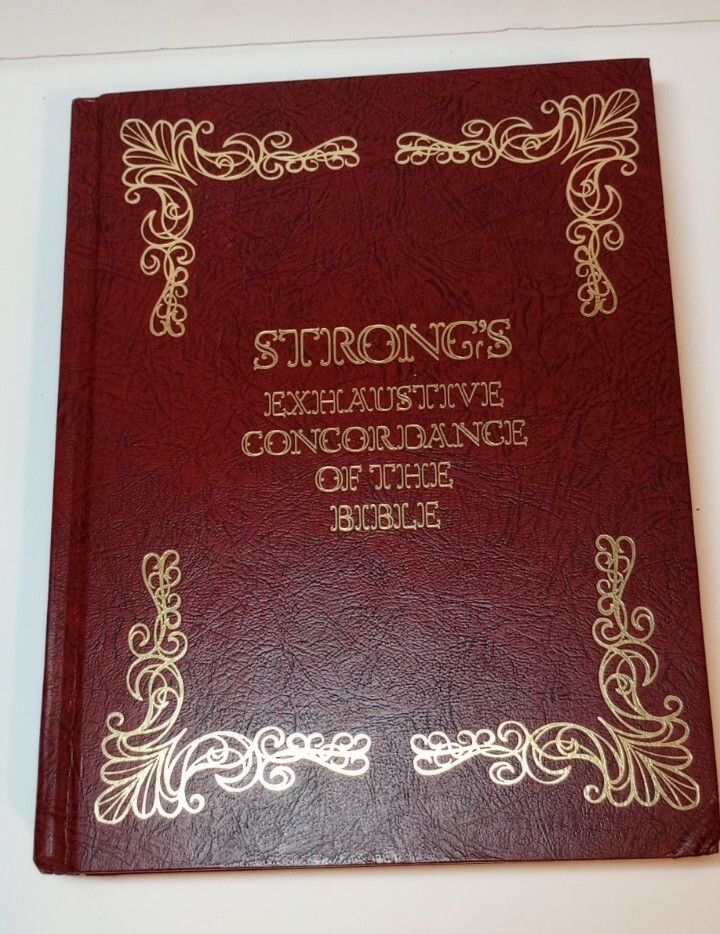 STRONG'S
EXHAUSTIVE
CONCORDANCE
OF THE
BIBLE